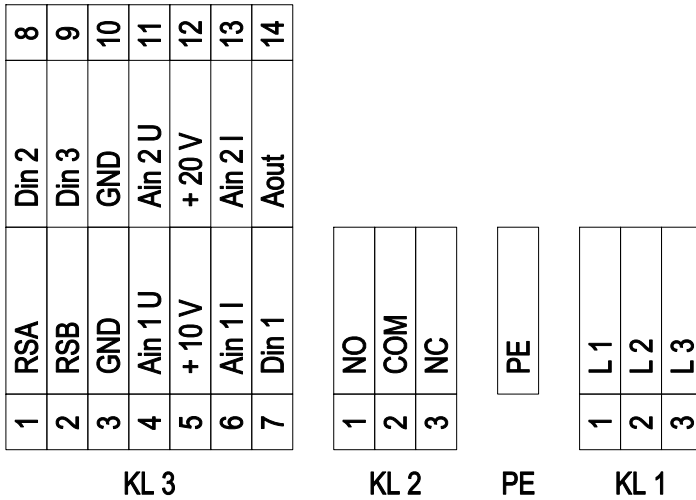 8 9 10 11 12 13 14
Din 2 Din 3 GND Ain 2 U + 20 V Ain 2 I Aout
RSA RSB GND Ain 1 U + 10 V Ain 1 I Din 1
1 2 3 4 5 6 7
KL 3
NO COM NC
1 2 3
KL 2
PE
PE
L 1 L 2 L 3
1 2 3
KL 1